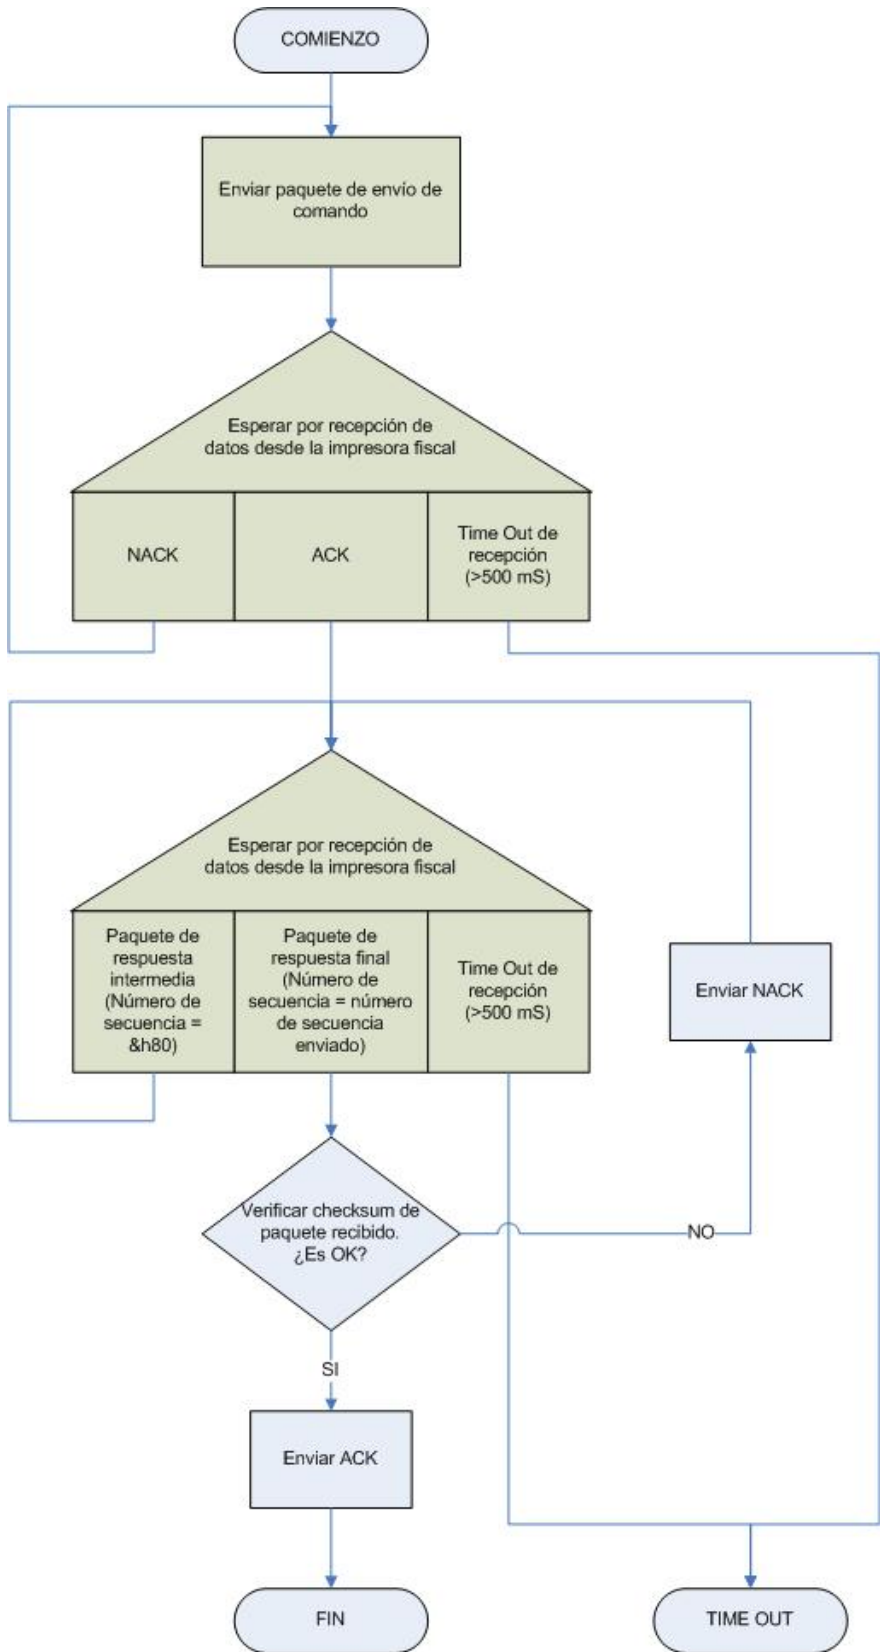 COMIENZO
Enviar paquete de envío de
comando
Esperar por recepción de
datos desde la impresora fiscal
NACK
ACK
Time Out de
recepción
(>500 mS)
Esperar por recepción de
datos desde la impresora fiscal
Paquete de
respuesta
intermedia
(Número de
secuencia =
&h80)
Paquete de
respuesta final
(Número de
secuencia = número
de secuencia
enviado)
Time Out de
recepción
(>500 mS)
Enviar NACK
Verificar checksum de
paquete recibido.
¿Es OK?
NO
SI
Enviar ACK
FIN
TIME OUT